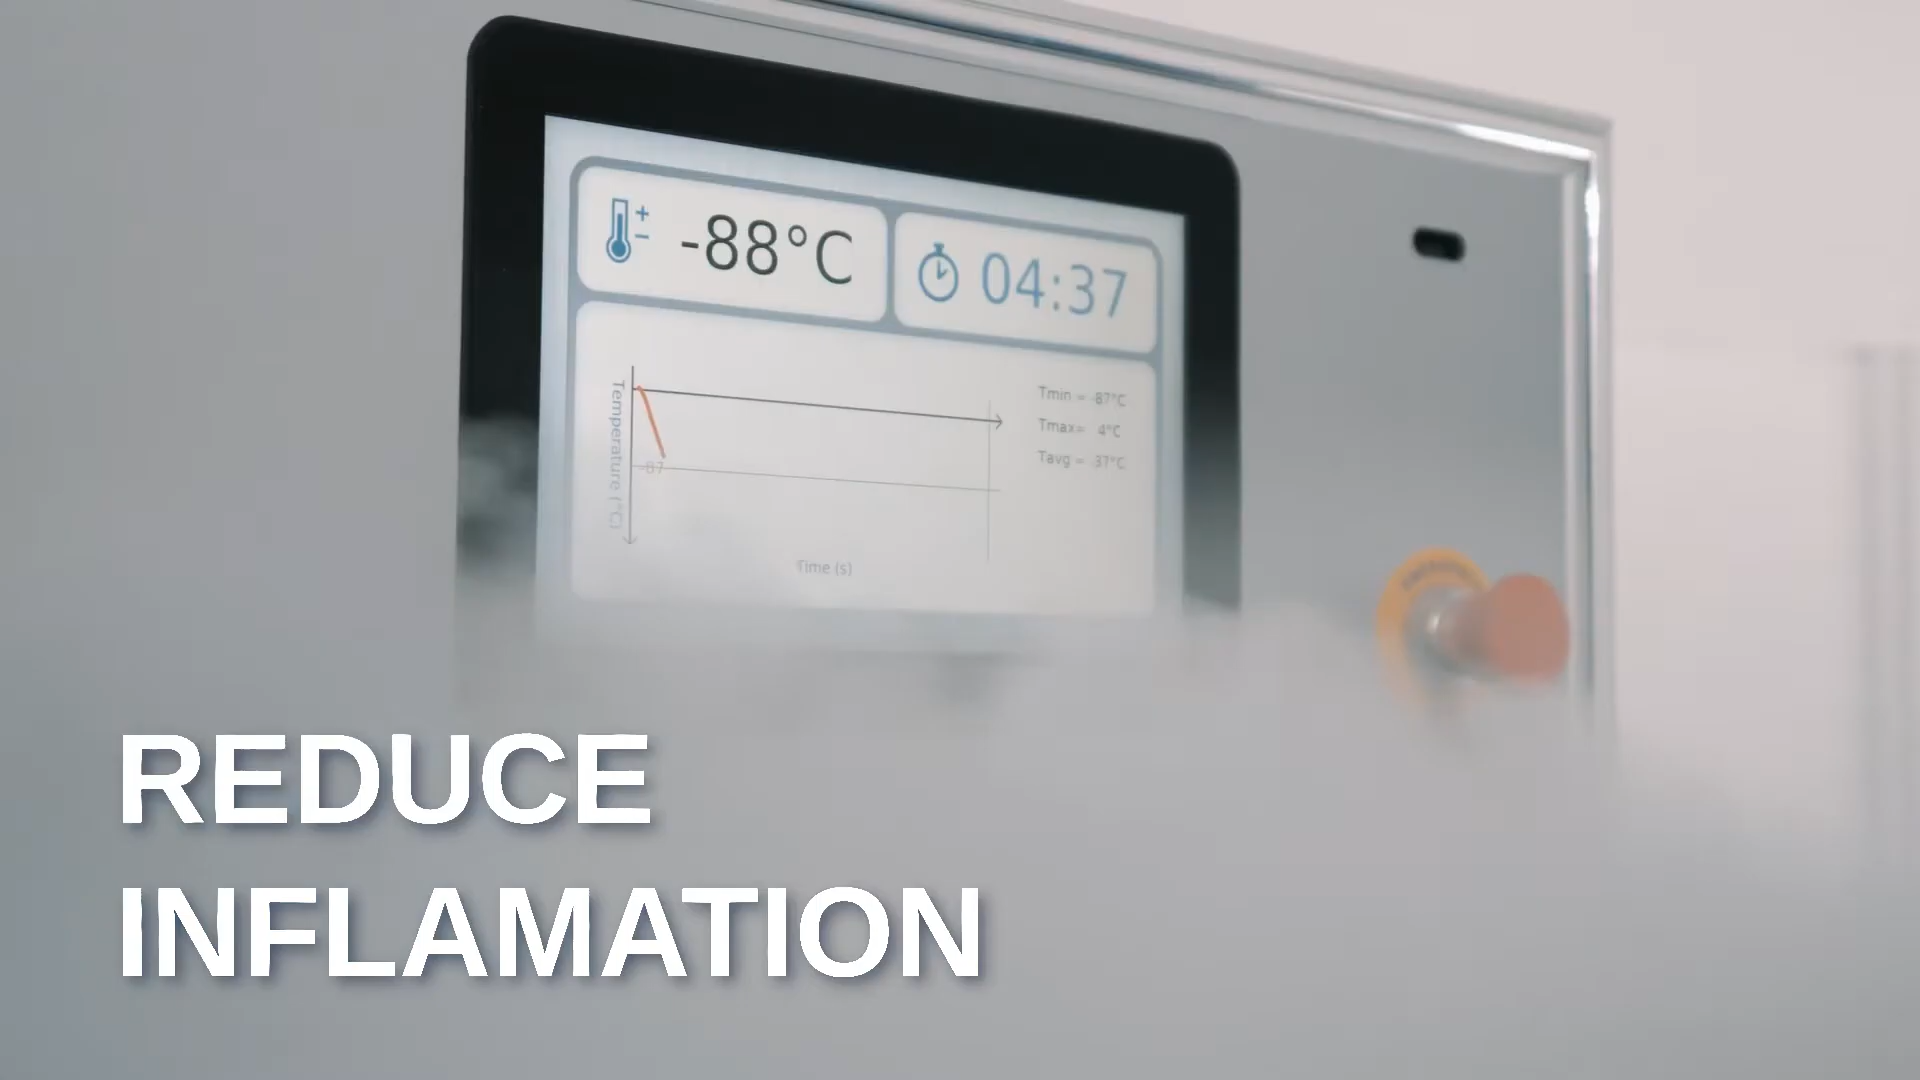 -88°C
04:37
Temperature (°C)
-87
Tmin = -87°C
Tmax= 4°C
Tavg = 37°C
Time (s)
REDUCE
INFLAMATION